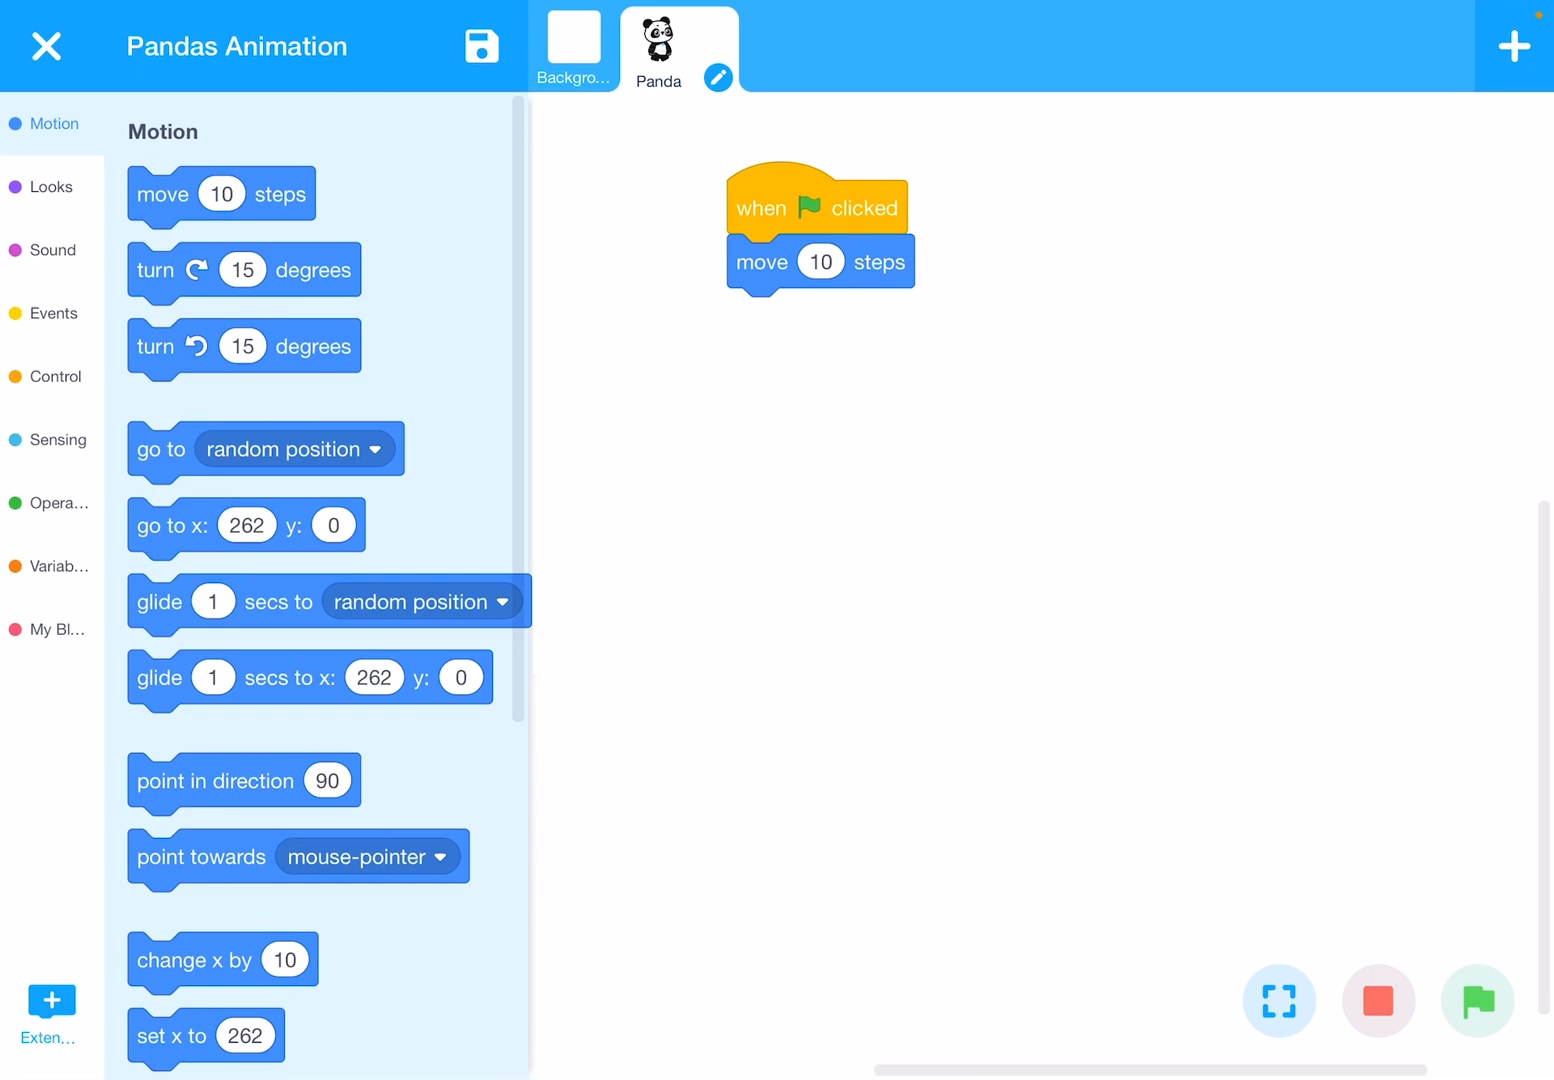 Pandas Animation
Backgro...
Panda
Motion
Looks
Sound
Events
Control
Sensing
Opera...
Variab...
My Bl...
Exten...
Motion
move 10 steps
turn 15 degrees
turn 15 degrees
go to random position
go to x: 262 y: 0
glide 1 secs to random position
glide 1 secs to x: 262 y: 0
point in direction 90
point towards mouse-pointer
change x by 10
set x to 262
when clicked
move 10 steps